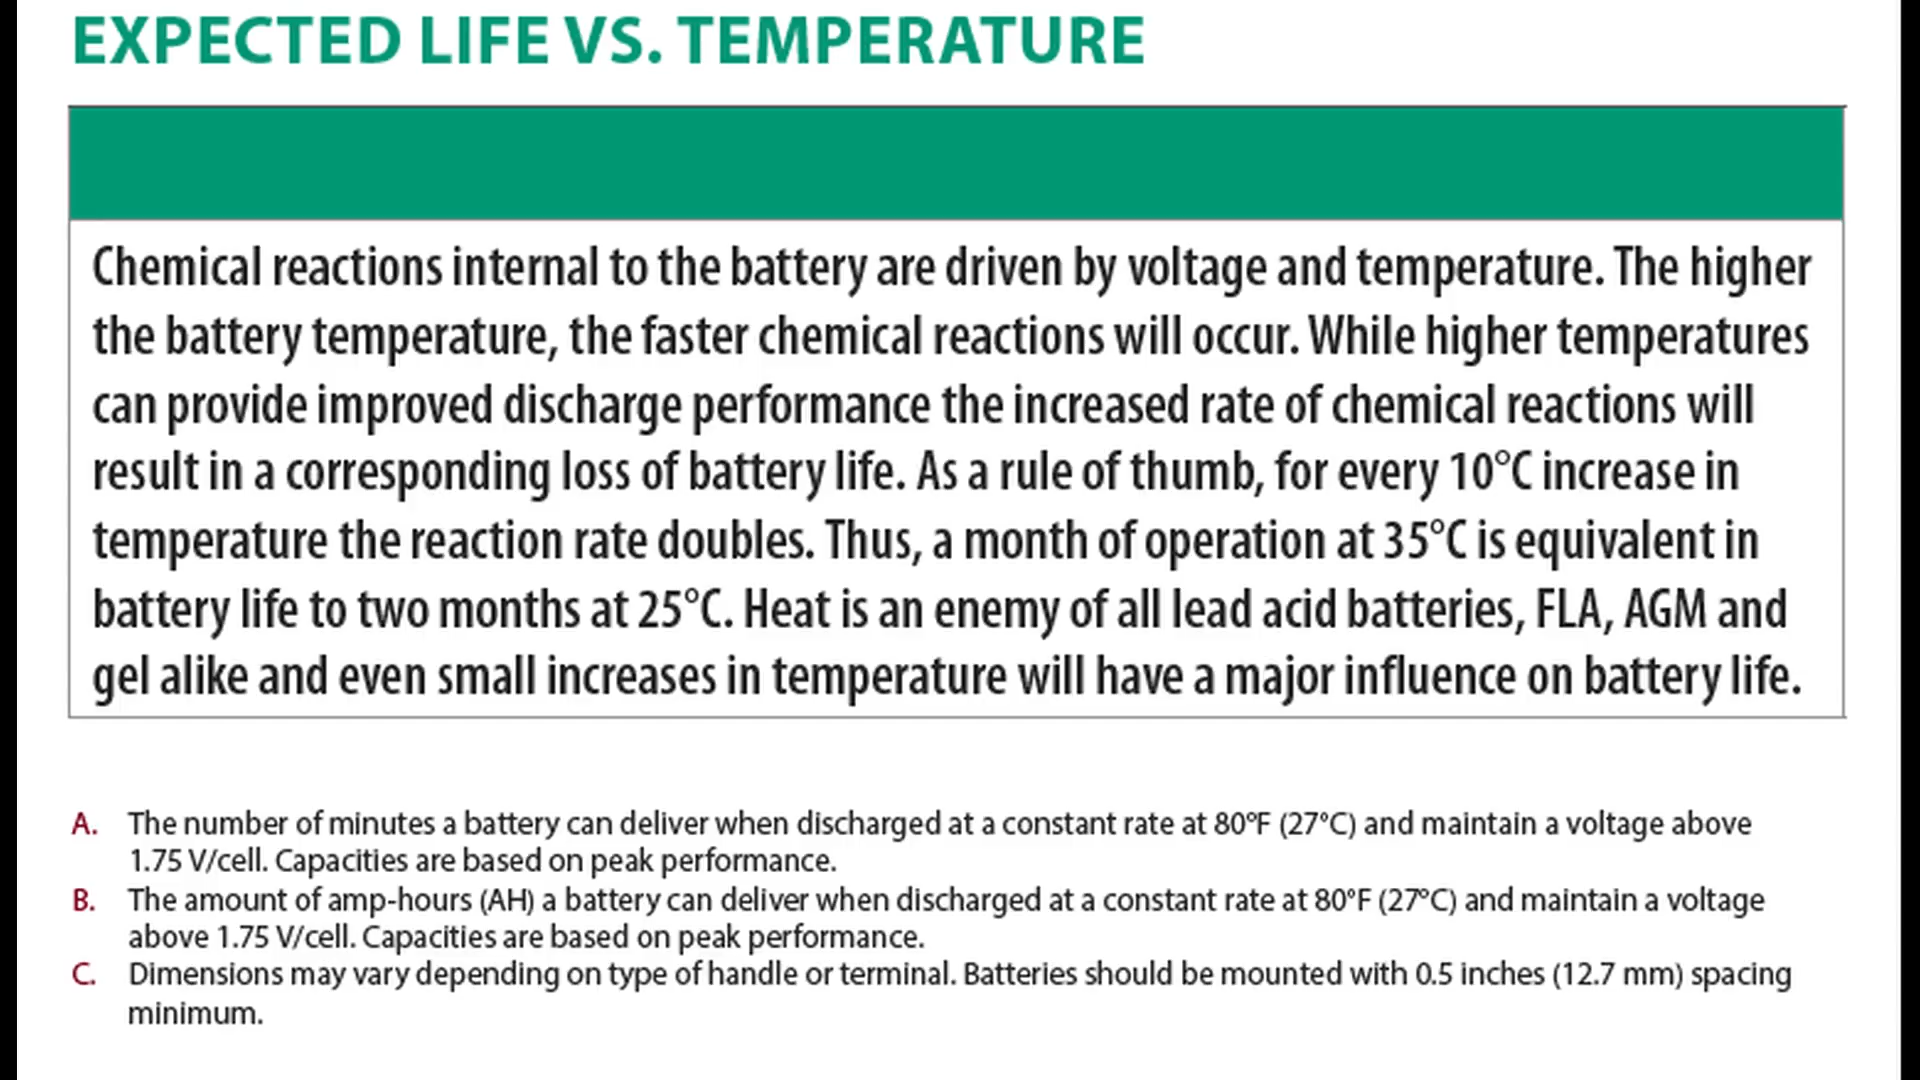 EXPECTED LIFE VS. TEMPERATURE
Chemical reactions internal to the battery are driven by voltage and temperature. The higher
the battery temperature, the faster chemical reactions will occur. While higher temperatures
can provide improved discharge performance the increased rate of chemical reactions will
result in a corresponding loss of battery life. As a rule of thumb, for every 10°C increase in
temperature the reaction rate doubles. Thus, a month of operation at 35°C is equivalent in
battery life to two months at 25°C. Heat is an enemy of all lead acid batteries, FLA, AGM and
gel alike and even small increases in temperature will have a major influence on battery life.
A. The number of minutes a battery can deliver when discharged at a constant rate at 80°F (27°C) and maintain a voltage above
1.75 V/cell. Capacities are based on peak performance.
B. The amount of amp-hours (AH) a battery can deliver when discharged at a constant rate at 80°F (27°C) and maintain a voltage
above 1.75 V/cell. Capacities are based on peak performance.
C. Dimensions may vary depending on type of handle or terminal. Batteries should be mounted with 0.5 inches (12.7 mm) spacing
minimum.